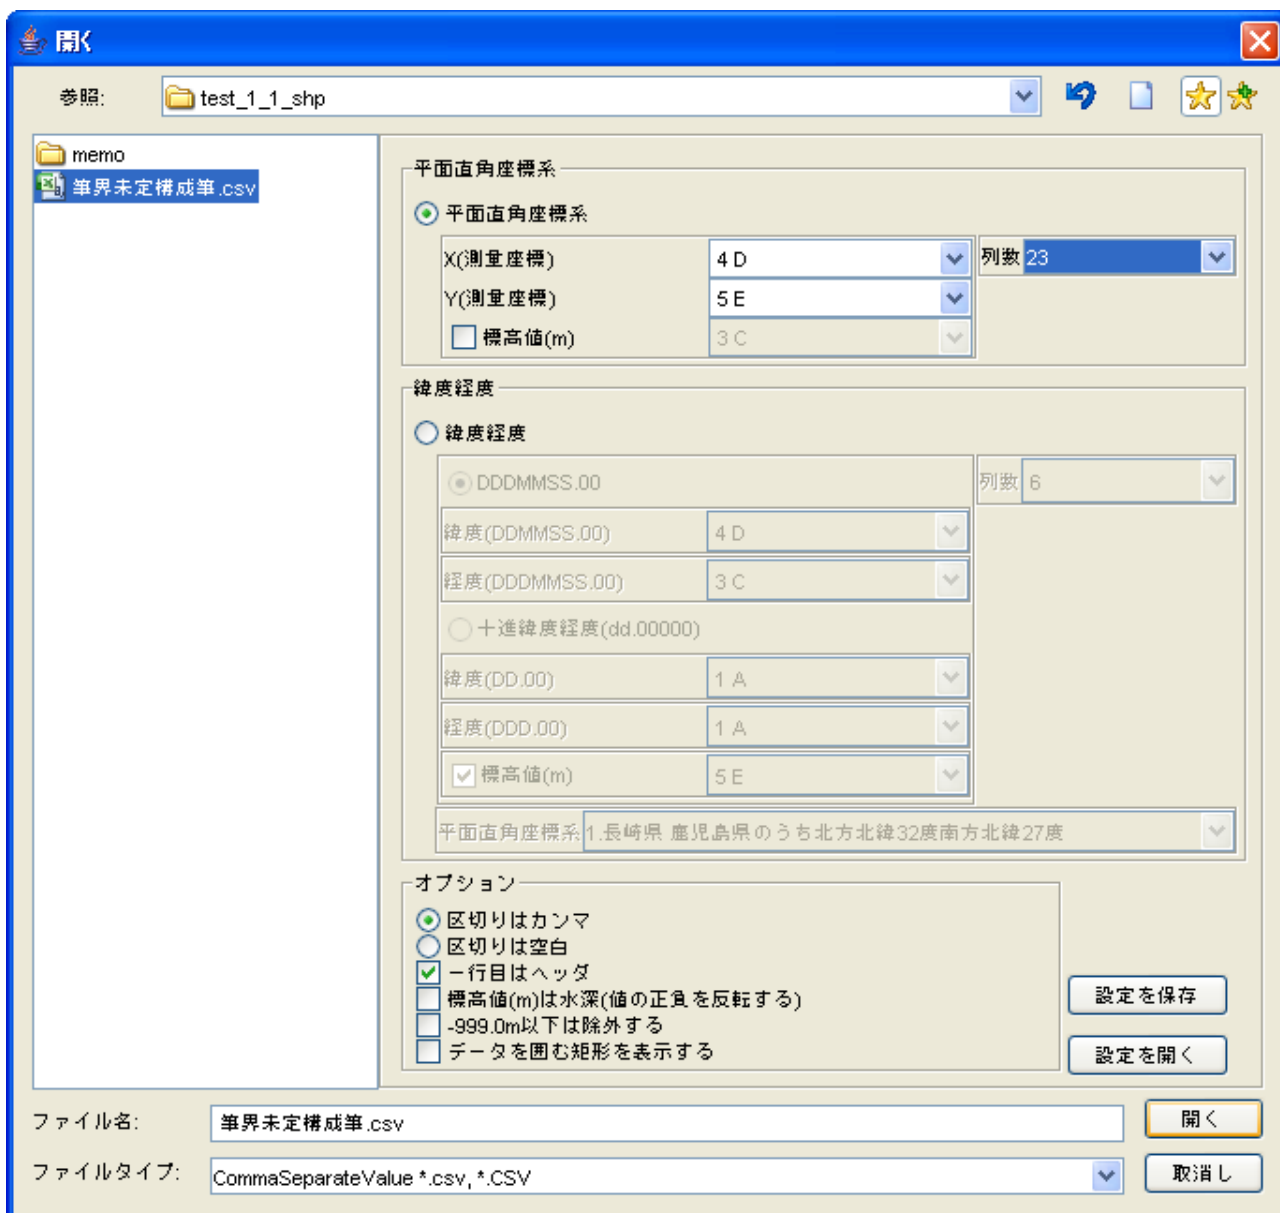 開く
参照: test_1_1_shp
memo
筆界未定構成筆.csv
平面直角座標系
平面直角座標系
X(測量座標) 4 D 列数 23
Y(測量座標) 5 E
標高値(m) 3 C
緯度経度
緯度経度
DDDMMSS.00 列数 6
緯度(DDMMSS.00) 4 D
経度(DDDMMSS.00) 3 C
十進緯度経度(dd.00000)
緯度(DD.00) 1 A
経度(DDD.00) 1 A
標高値(m) 5 E
平面直角座標系 1.長崎県 鹿児島県のうち北方北緯32度南方北緯27度
オプション
区切りはカンマ
区切りは空白
一行目はヘッダ
標高値(m)は水深(値の正負を反転する)
-999.0m以下は除外する
データを囲む矩形を表示する
設定を保存
設定を開く
ファイル名: 筆界未定構成筆.csv 開く
ファイルタイプ: CommaSeparateValue *.csv, *.CSV 取消し